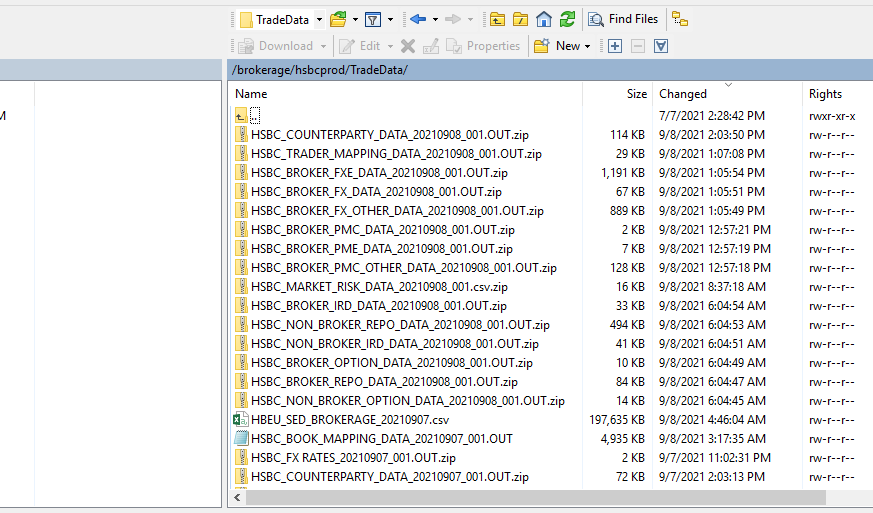 TradeData
Find Files
Download Edit Properties New
/brokerage/hsbcprod/TradeData/
Name Size Changed Rights
M
.. 7/7/2021 2:28:42 PM rwxr-xr-x
HSBC_COUNTERPARTY_DATA_20210908_001.OUT.zip 114 KB 9/8/2021 2:03:50 PM rw-r--r--
HSBC_TRADER_MAPPING_DATA_20210908_001.OUT.zip 29 KB 9/8/2021 1:07:08 PM rw-r--r--
HSBC_BROKER_FXE_DATA_20210908_001.OUT.zip 1,191 KB 9/8/2021 1:05:54 PM rw-r--r--
HSBC_BROKER_FX_DATA_20210908_001.OUT.zip 67 KB 9/8/2021 1:05:51 PM rw-r--r--
HSBC_BROKER_FX_OTHER_DATA_20210908_001.OUT.zip 889 KB 9/8/2021 1:05:49 PM rw-r--r--
HSBC_BROKER_PMC_DATA_20210908_001.OUT.zip 2 KB 9/8/2021 12:57:21 PM rw-r--r--
HSBC_BROKER_PME_DATA_20210908_001.OUT.zip 7 KB 9/8/2021 12:57:19 PM rw-r--r--
HSBC_BROKER_PMC_OTHER_DATA_20210908_001.OUT.zip 128 KB 9/8/2021 12:57:18 PM rw-r--r--
HSBC_MARKET_RISK_DATA_20210908_001.csv.zip 16 KB 9/8/2021 8:37:18 AM rw-r--r--
HSBC_BROKER_IRD_DATA_20210908_001.OUT.zip 33 KB 9/8/2021 6:04:54 AM rw-r--r--
HSBC_NON_BROKER_REPO_DATA_20210908_001.OUT.zip 494 KB 9/8/2021 6:04:53 AM rw-r--r--
HSBC_NON_BROKER_IRD_DATA_20210908_001.OUT.zip 41 KB 9/8/2021 6:04:51 AM rw-r--r--
HSBC_BROKER_OPTION_DATA_20210908_001.OUT.zip 10 KB 9/8/2021 6:04:49 AM rw-r--r--
HSBC_BROKER_REPO_DATA_20210908_001.OUT.zip 84 KB 9/8/2021 6:04:47 AM rw-r--r--
HSBC_NON_BROKER_OPTION_DATA_20210908_001.OUT.zip 14 KB 9/8/2021 6:04:45 AM rw-r--r--
HBEU_SED_BROKERAGE_20210907.csv 197,635 KB 9/8/2021 4:46:04 AM rw-r--r--
HSBC_BOOK_MAPPING_DATA_20210907_001.OUT 4,935 KB 9/8/2021 3:17:35 AM rw-r--r--
HSBC_FX RATES_20210907_001.OUT.zip 2 KB 9/7/2021 11:02:31 PM rw-r--r--
HSBC_COUNTERPARTY_DATA_20210907_001.OUT.zip 72 KB 9/7/2021 2:03:13 PM rw-r--r--